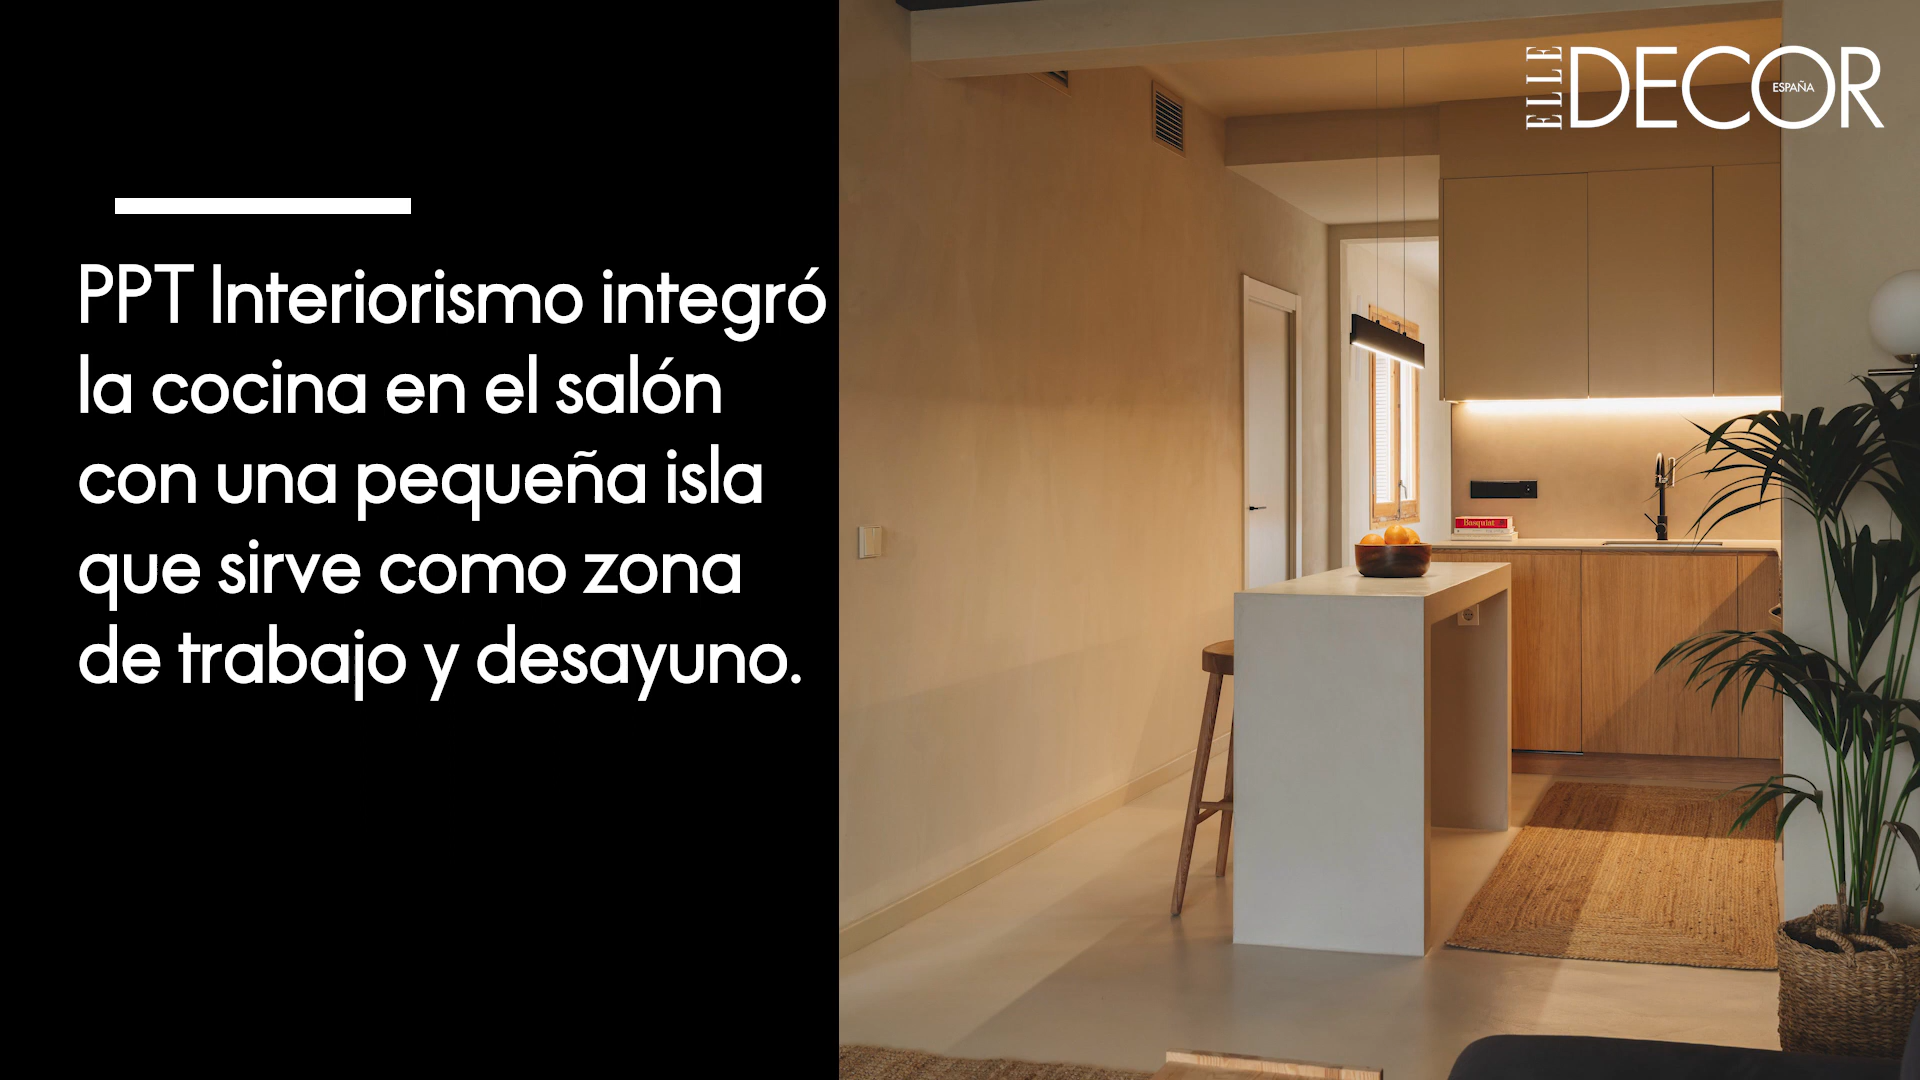 PPT Interiorismo integró
la cocina en el salón
con una pequeña isla
que sirve como zona
de trabajo y desayuno.
ELLE DECOR
ESPAÑA
Basquiat